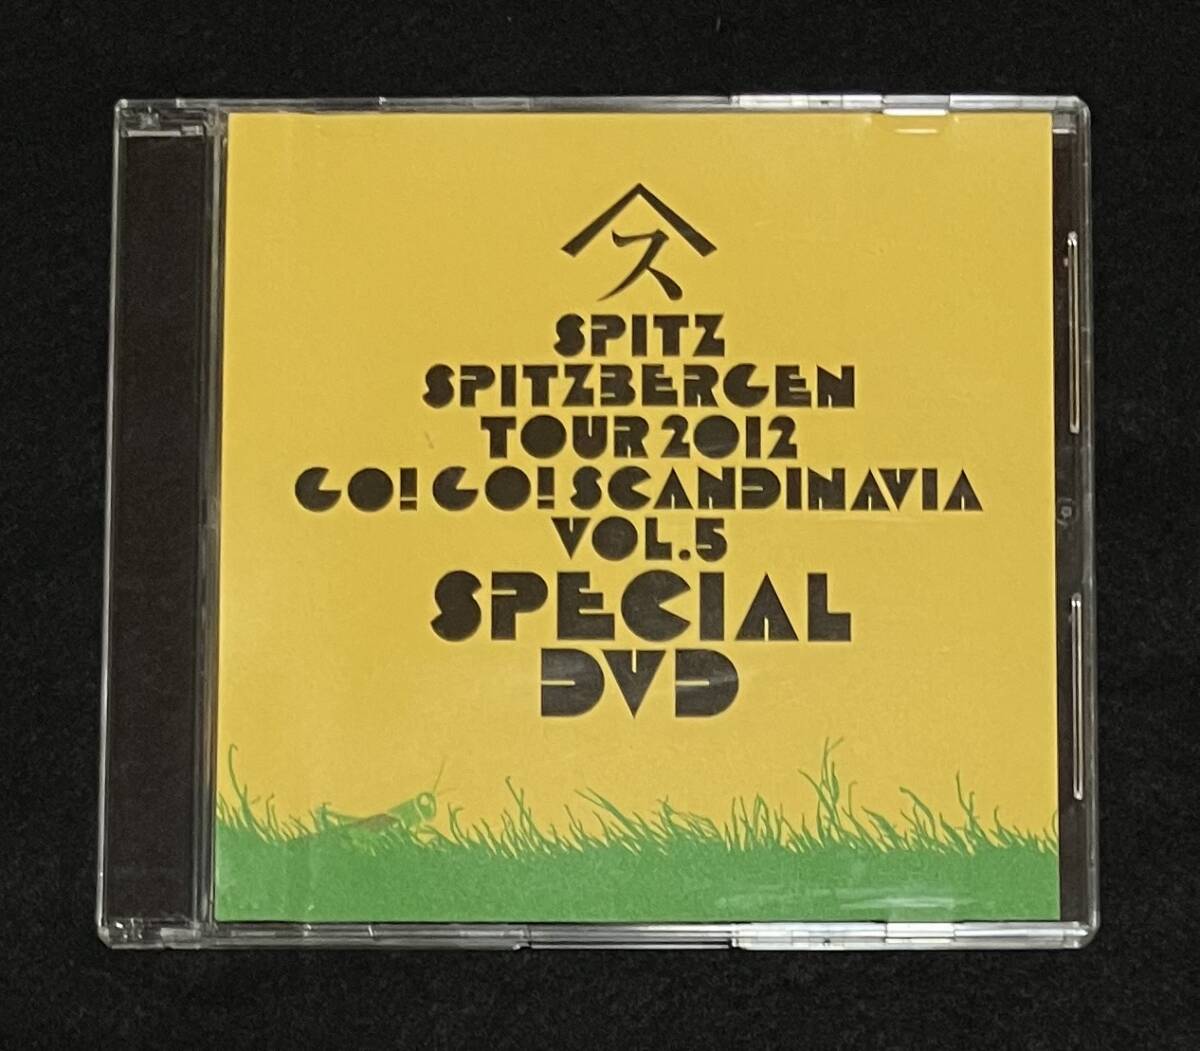 ス
SPITZ
SPITZBERGEN
TOUR 2012
GO! GO! SCANDINAVIA
VOL.5
SPECIAL
DVD